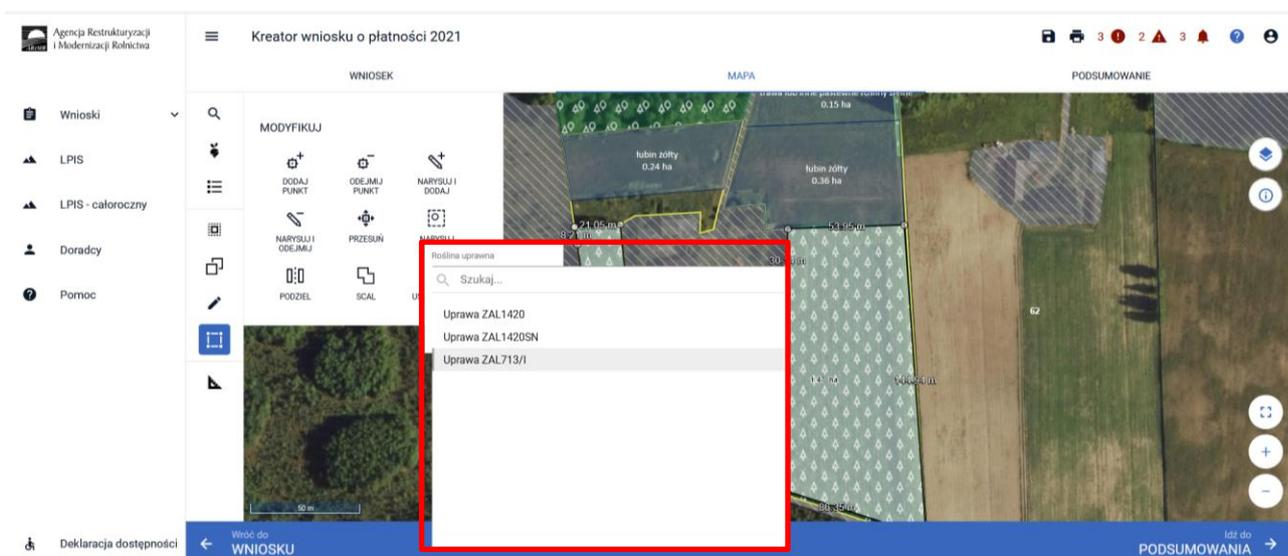 Agencja Restrukturyzacji
i Modernizacji Rolnictwa
Kreator wniosku o płatności 2021
3
2
3
WNIOSEK
MAPA
PODSUMOWANIE
Wnioski
LPIS
LPIS - całoroczny
Doradcy
Pomoc
Deklaracja dostępności
MODYFIKUJ
DODAJ
PUNKT
ODEJMIJ
PUNKT
NARYSUJ I
DODAJ
NARYSUJ I
ODEJMIJ
PRZESUŃ
NARYSUJ
PODZIEL
SCAL
Roślina uprawna
Szukaj...
Uprawa ZAL1420
Uprawa ZAL1420SN
Uprawa ZAL713/I
0.15 ha
łubin żółty
0.24 ha
łubin żółty
0.36 ha
21.05 m
53.95 m
62
50 m
Wróć do
WNIOSKU
Idź do
PODSUMOWANIA